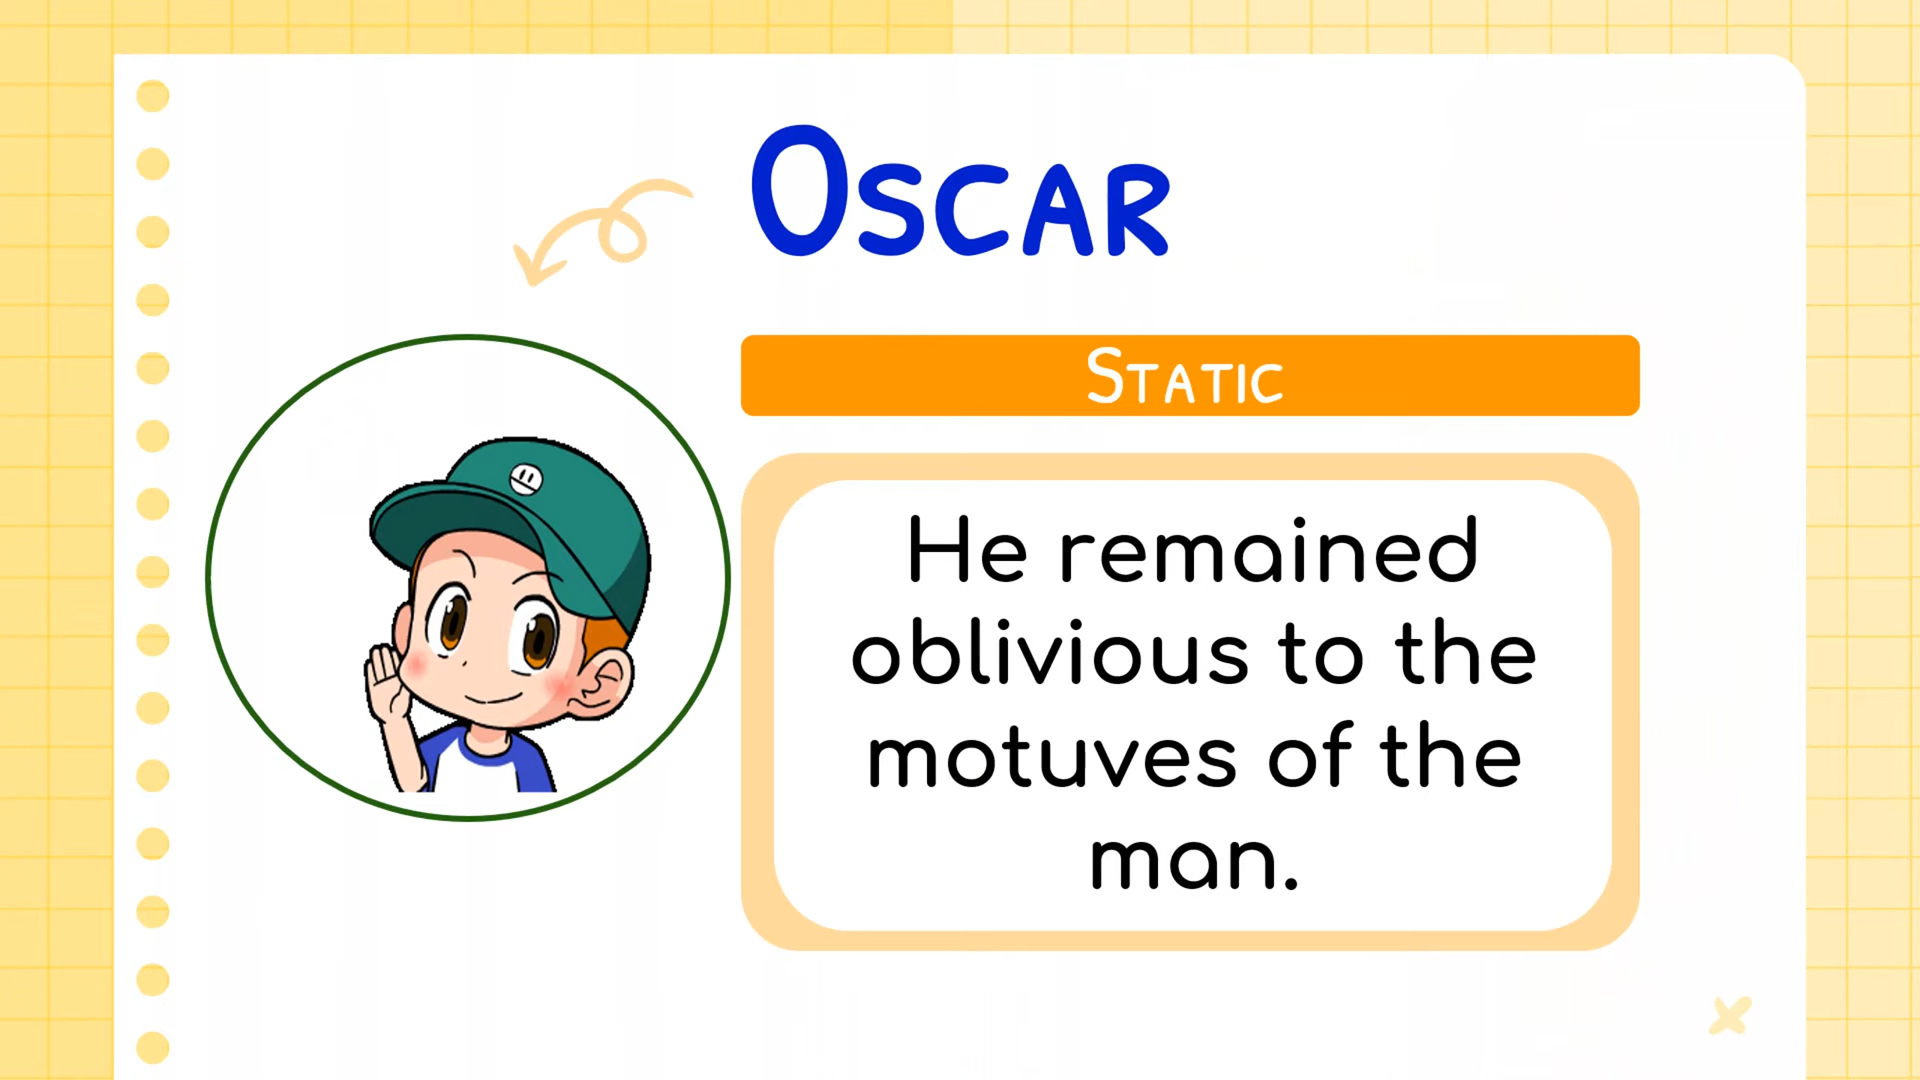 Oscar
Static
He remained
oblivious to the
motuves of the
man.